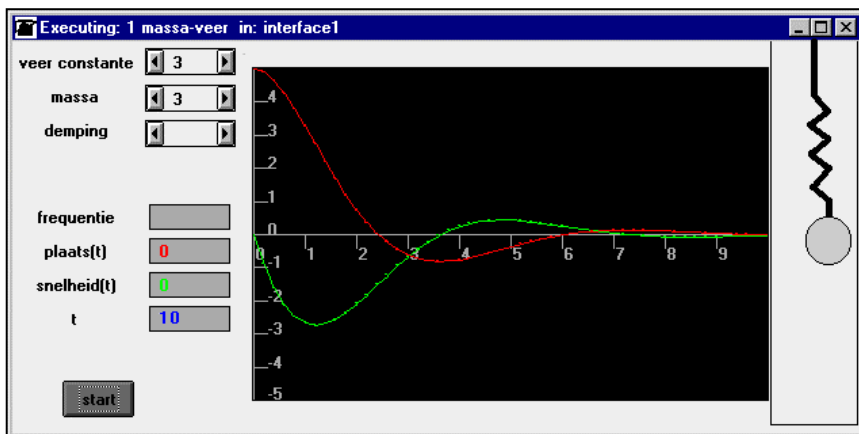 Executing: 1 massa-veer in: interface1
veer constante 3
massa 3
demping
frequentie
plaats(t) 0
snelheid(t) 0
t 10
start
4
3
2
1
0
-1
-2
-3
-4
-5
0 1 2 3 4 5 6 7 8 9